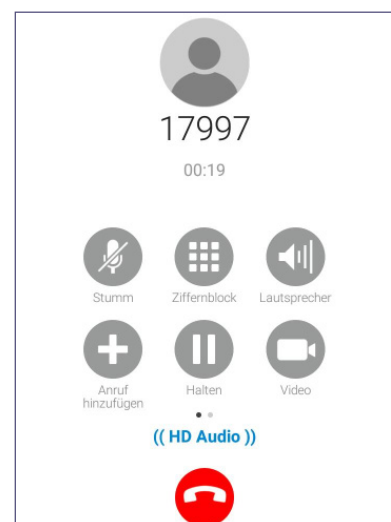 17997
00:19
Stumm Ziffernblock Lautsprecher
Anruf hinzufügen Halten Video
(( HD Audio ))